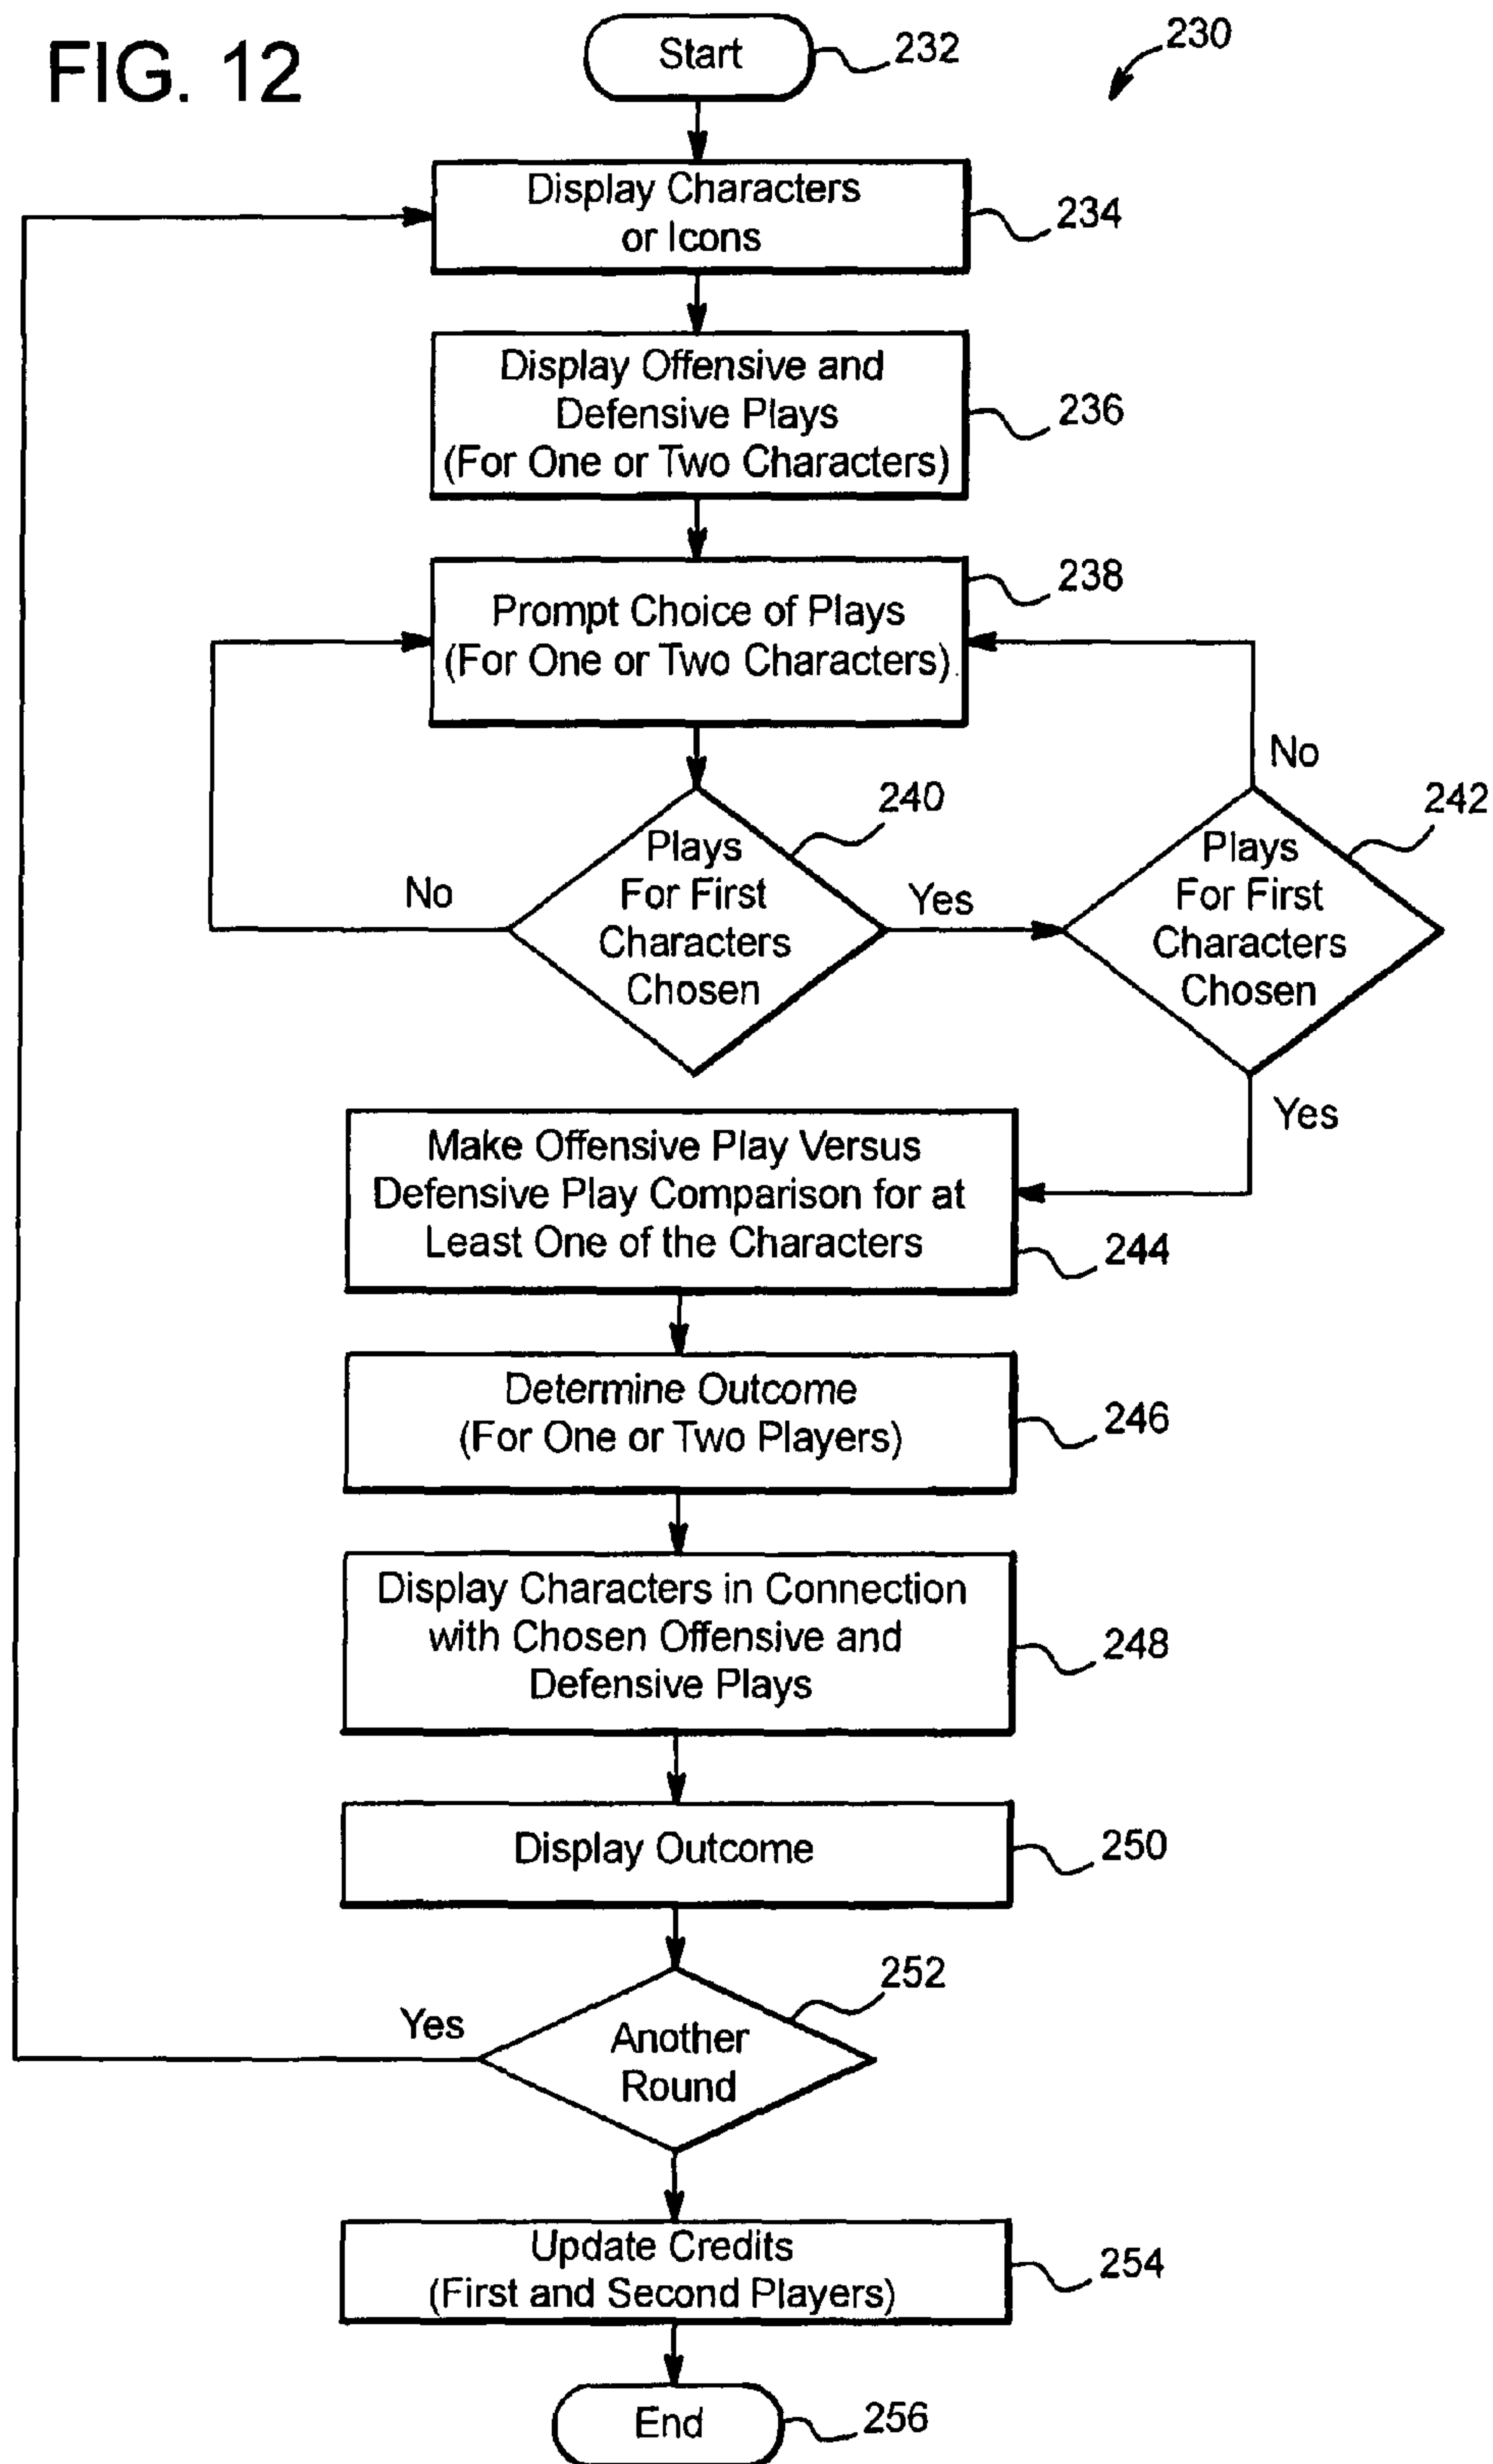 FIG. 12
Start
232
230
Display Characters
or Icons
234
Display Offensive and
Defensive Plays
(For One or Two Characters)
236
238
Prompt Choice of Plays
(For One or Two Characters)
No
240
242
Plays
For First
Characters
Chosen
No
Yes
Plays
For First
Characters
Chosen
Yes
Make Offensive Play Versus
Defensive Play Comparison for at
Least One of the Characters
244
Determine Outcome
(For One or Two Players)
246
Display Characters in Connection
with Chosen Offensive and
Defensive Plays
248
Display Outcome
250
252
Yes
Another
Round
Update Credits
(First and Second Players)
254
End
256